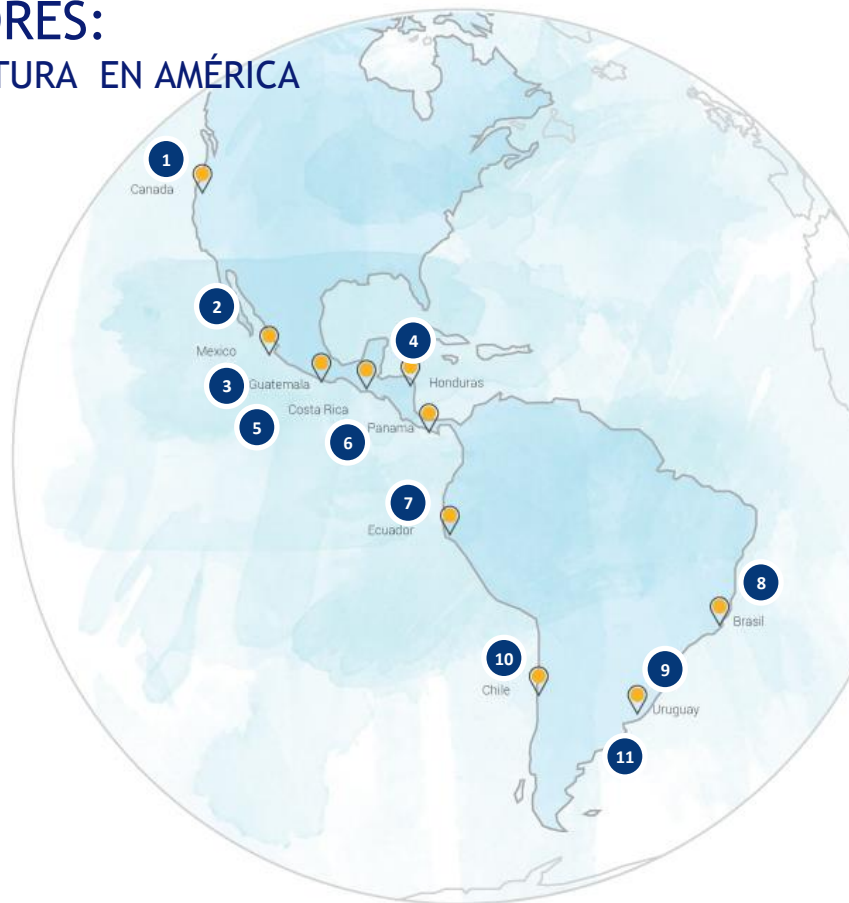 ORES:
TURA EN AMÉRICA
1
Canada
2
Mexico
4
3
Guatemala
Honduras
Costa Rica
5
Panama
6
7
Ecuador
8
Brasil
10
9
Chile
Uruguay
11